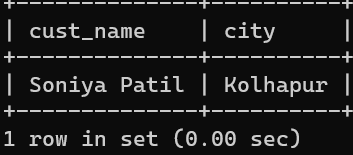 +--------------+----------+
| cust_name    | city     |
+--------------+----------+
| Soniya Patil | Kolhapur |
+--------------+----------+
1 row in set (0.00 sec)